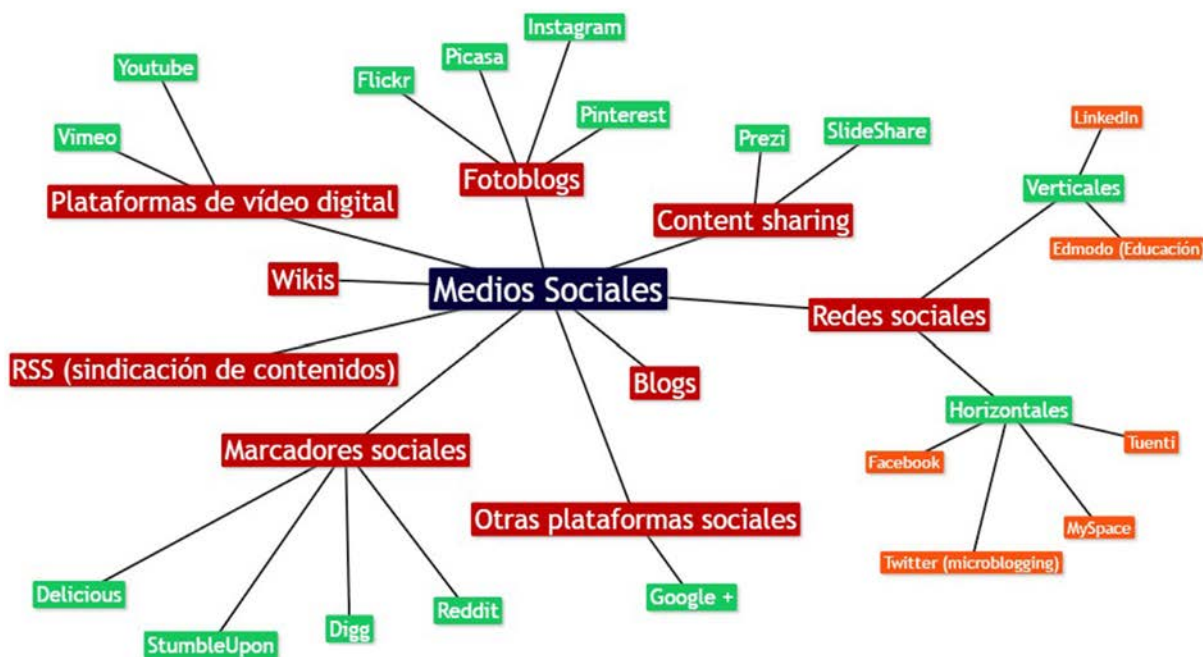 Instagram
Youtube
Picasa
Flickr
Pinterest
LinkedIn
Vimeo
Prezi
SlideShare
Fotoblogs
Verticales
Plataformas de vídeo digital
Content sharing
Edmodo (Educación)
Wikis
Medios Sociales
Redes sociales
RSS (sindicación de contenidos)
Blogs
Horizontales
Marcadores sociales
Tuenti
Facebook
Otras plataformas sociales
MySpace
Twitter (microblogging)
Delicious
Reddit
Google +
Digg
StumbleUpon